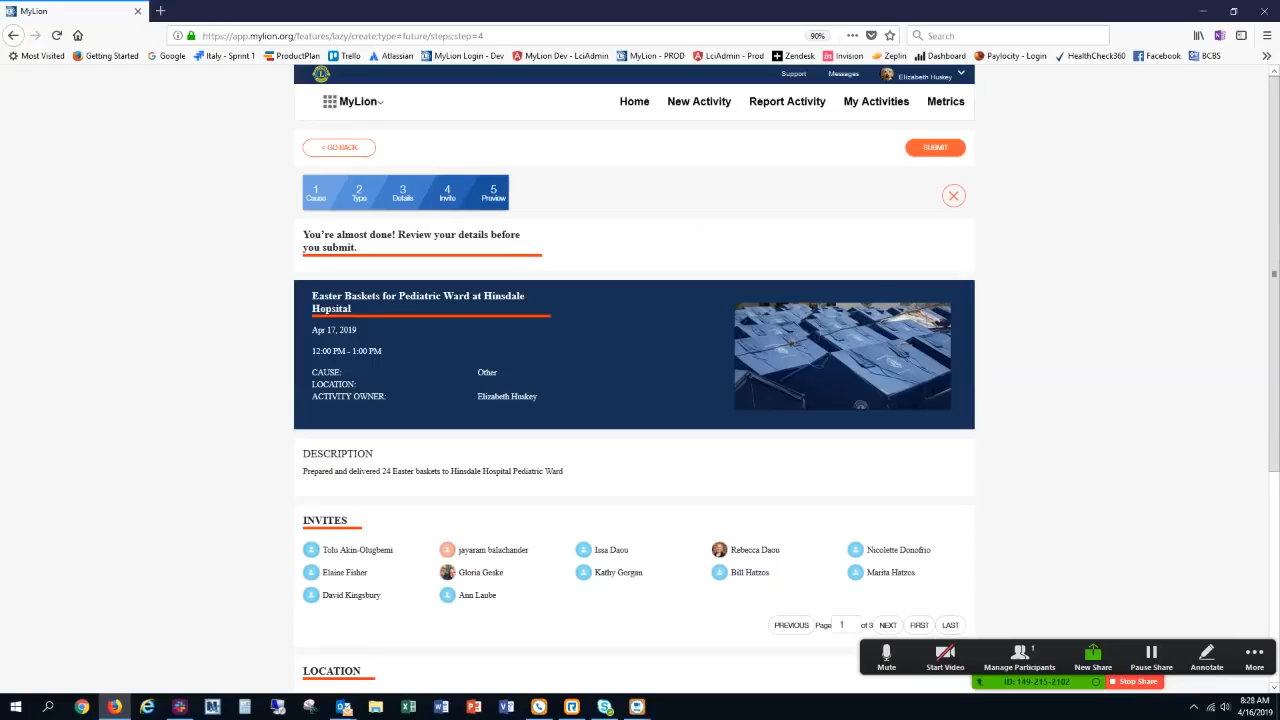 MyLion
https://app.mylion.org/features/lazy/create;type=future/steps;step=4
90%
Search
Most Visited
Getting Started
Google
Italy - Sprint 1
ProductPlan
Trello
Atlassian
MyLion Login - Dev
MyLion Dev - LciAdmin
MyLion - PROD
LciAdmin - Prod
Zendesk
Invision
Zeplin
Dashboard
Paylocity - Login
HealthCheck360
Facebook
BCBS
Support
Messages
Elizabeth Huskey
MyLion
Home
New Activity
Report Activity
My Activities
Metrics
< GO BACK
SUBMIT
1 Cause
2 Type
3 Details
4 Invite
5 Preview
You're almost done! Review your details before
you submit.
Easter Baskets for Pediatric Ward at Hinsdale
Hopsital
Apr 17, 2019
12:00 PM - 1:00 PM
CAUSE: Other
LOCATION:
ACTIVITY OWNER: Elizabeth Huskey
DESCRIPTION
Prepared and delivered 24 Easter baskets to Hinsdale Hospital Pediatric Ward
INVITES
Tolu Akin-Olugbemi jayaram balachander Issa Daou Rebecca Daou Nicolette Donofrio
Elaine Fisher Gloria Geske Kathy Gorgan Bill Hatzos Marita Hatzos
David Kingsbury Ann Laube
PREVIOUS Page 1 of 3 NEXT FIRST LAST
LOCATION
1
Mute Start Video Manage Participants New Share Pause Share Annotate More
ID: 149-215-2102 Stop Share
8:28 AM
4/16/2019